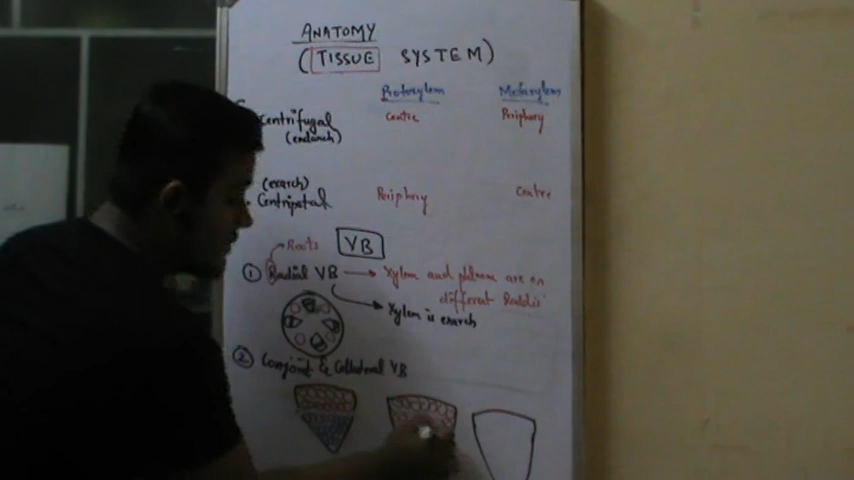 ANATOMY
(TISSUE SYSTEM)
Protoxylem Metaxylem
Centrifugal Centre Periphery
(endarch)
(exarch)
Centripetal Periphery Centre
Roots VB
① Radial VB → Xylem and phloem are on
different Raddis
→ Xylem is exarch
② Conjoint & Collateral VB